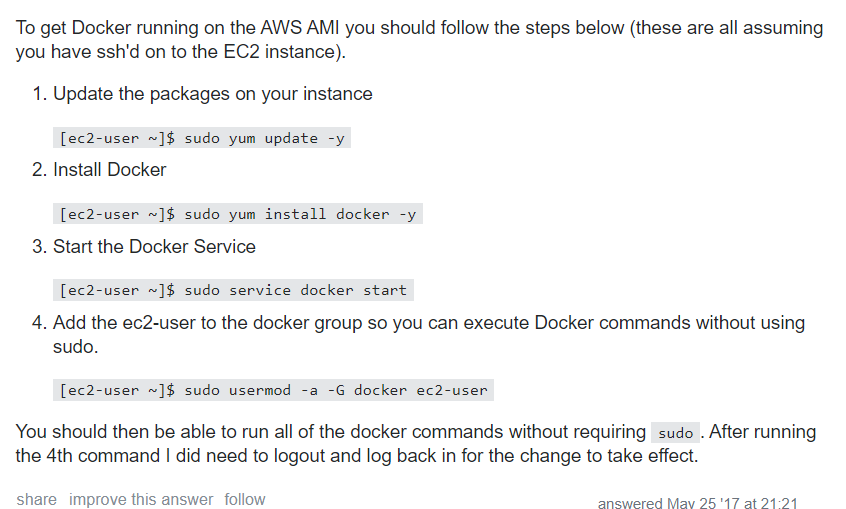 To get Docker running on the AWS AMI you should follow the steps below (these are all assuming
you have ssh'd on to the EC2 instance).
1. Update the packages on your instance
[ec2-user ~]$ sudo yum update -y
2. Install Docker
[ec2-user ~]$ sudo yum install docker -y
3. Start the Docker Service
[ec2-user ~]$ sudo service docker start
4. Add the ec2-user to the docker group so you can execute Docker commands without using
sudo.
[ec2-user ~]$ sudo usermod -a -G docker ec2-user
You should then be able to run all of the docker commands without requiring sudo . After running
the 4th command I did need to logout and log back in for the change to take effect.
share improve this answer follow
answered May 25 '17 at 21:21